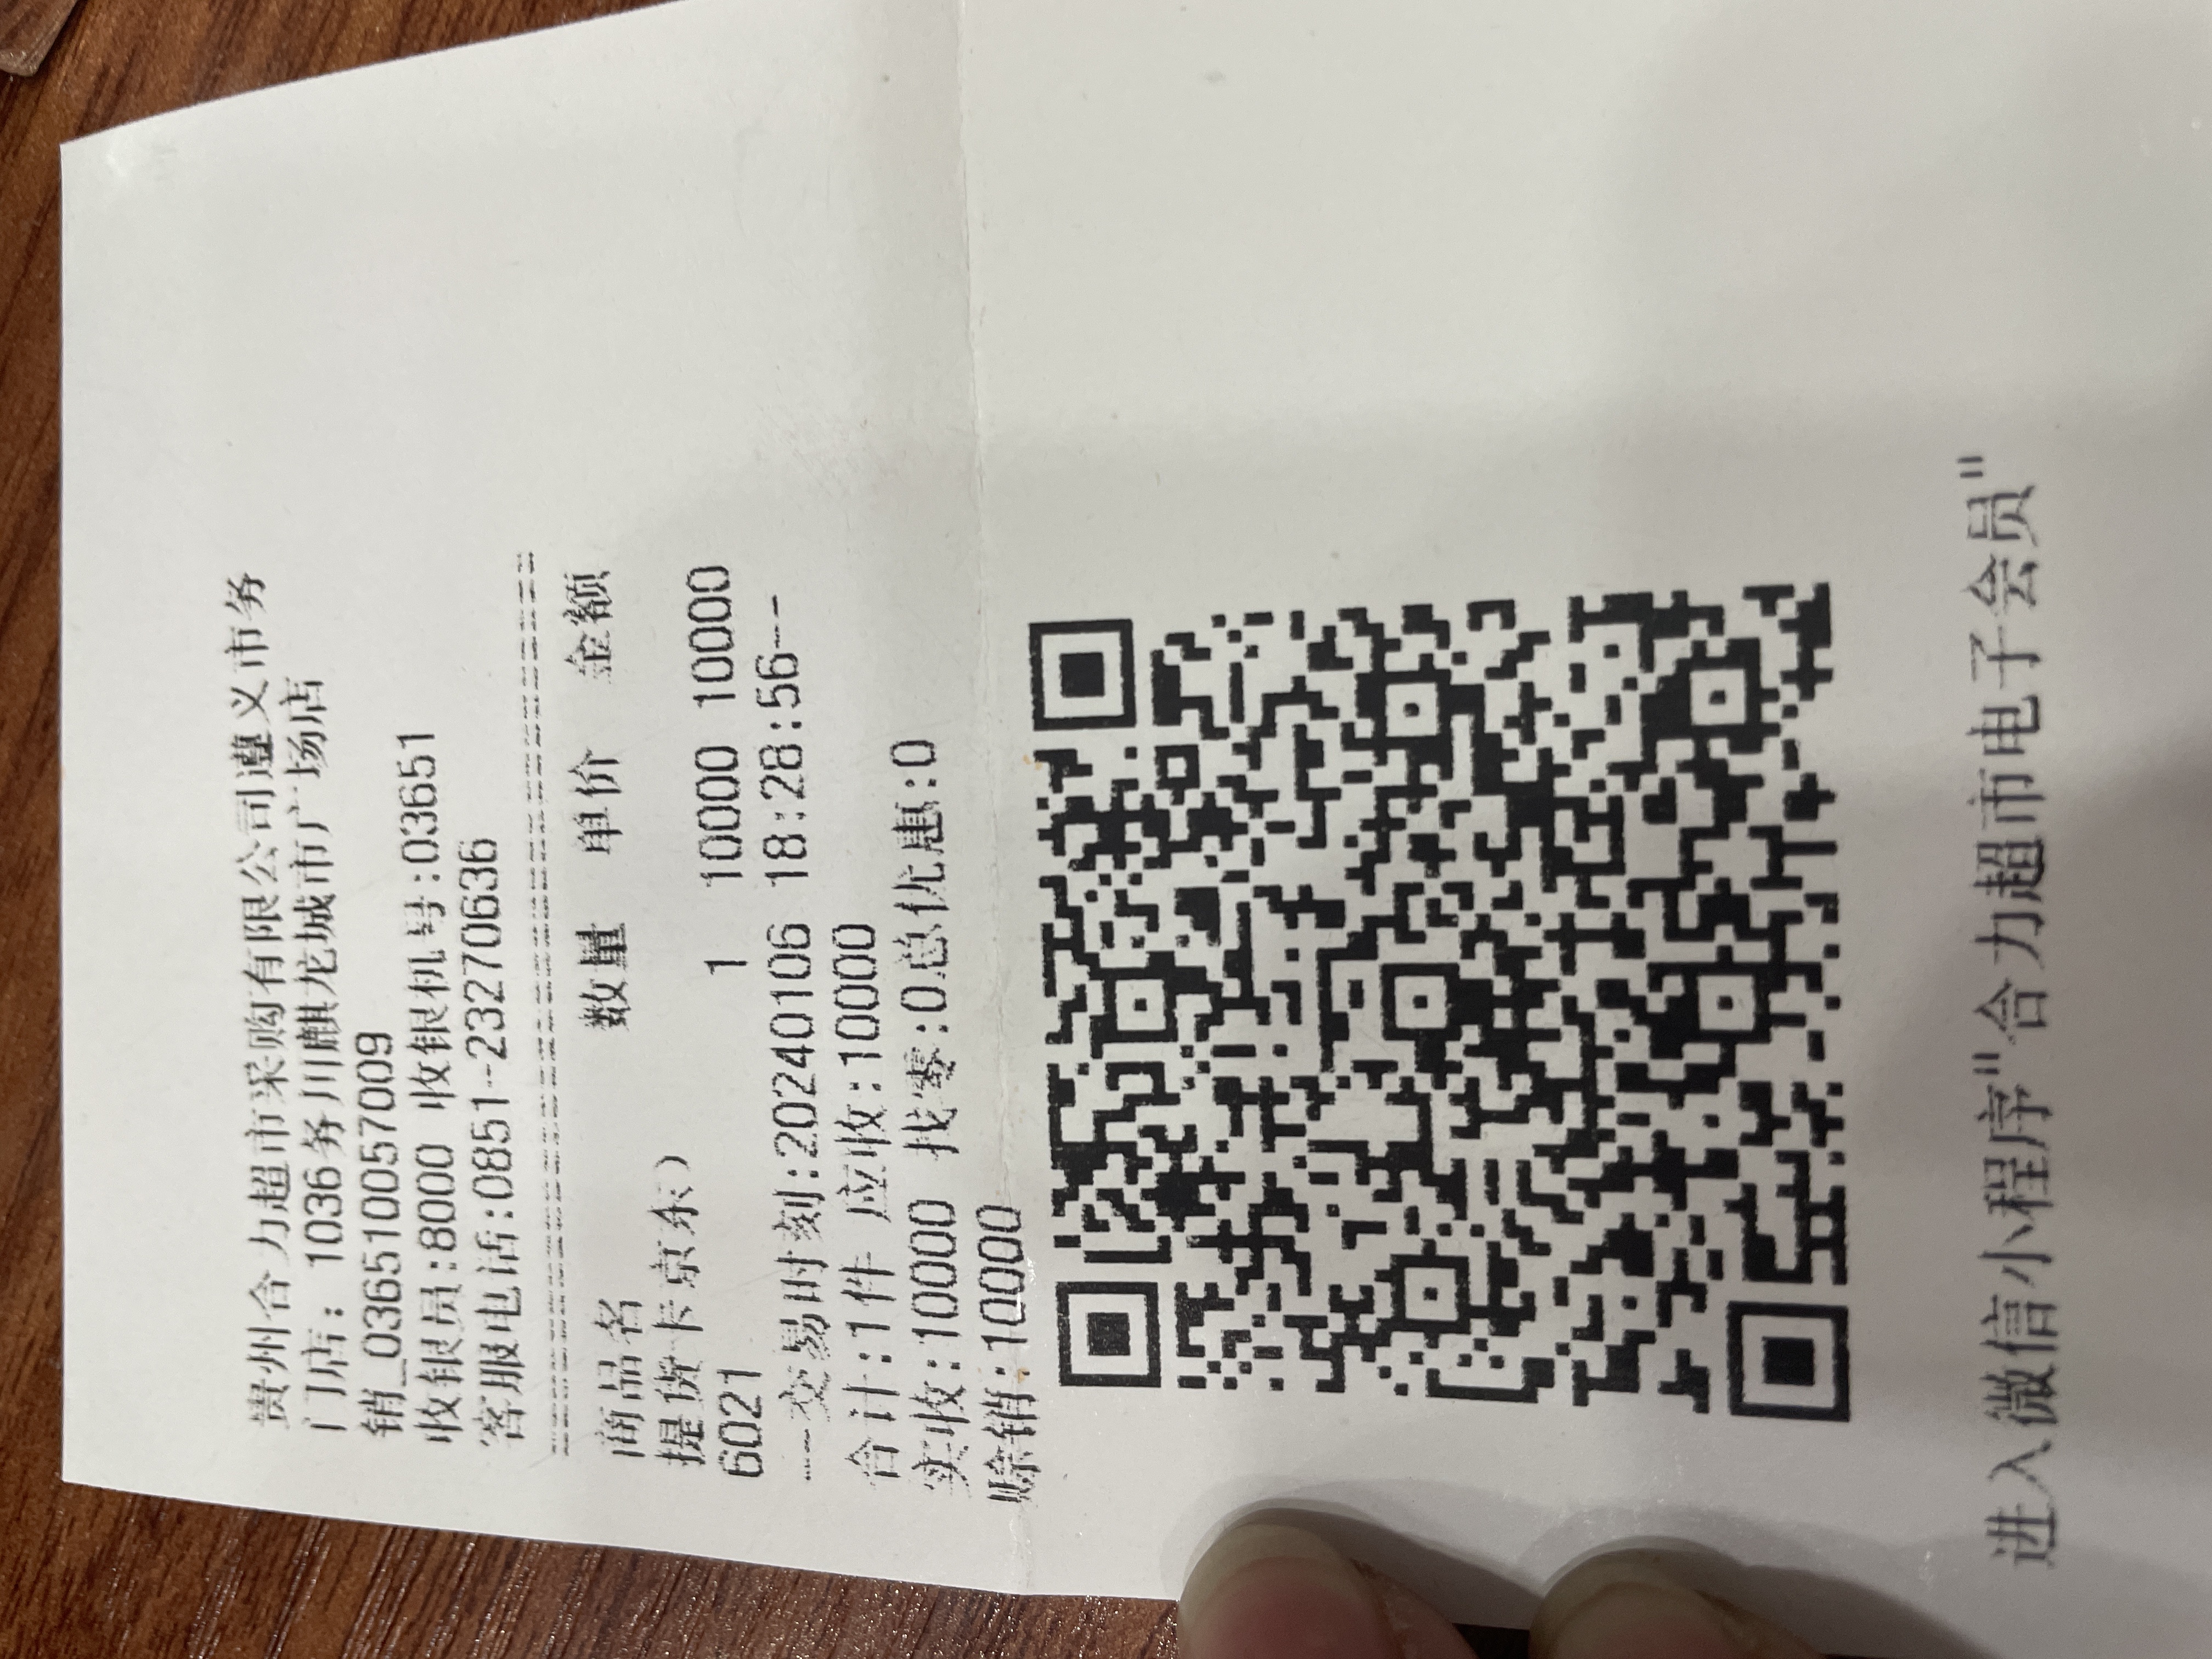 贵州合力超市采购有限公司遵义市务
门店: 1036务川麒龙城市广场店
销_036510057009
收银员:8000 收银机号:03651
客服电话:0851-23270636
商品名 数量 单价 金额
提货卡京东)
6021 1 10000 10000
---交易时刻:20240106 18:28:56--
合计:1件 应收:10000
实收:10000 找零:0总优惠:0
赊销:10000
进入微信小程序"合力超市电子会员"